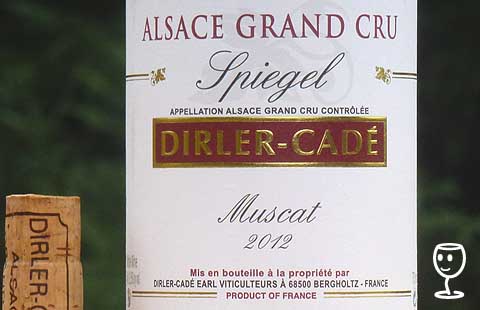 ALSACE GRAND CRU
Spiegel
APPELLATION ALSACE GRAND CRU CONTRÔLÉE
DIRLER-CADÉ
Muscat
2012
Mis en bouteille à la propriété par
DIRLER-CADÉ EARL VITICULTEURS À 68500 BERGHOLTZ - FRANCE
PRODUCT OF FRANCE
DIRLER-
ALSA